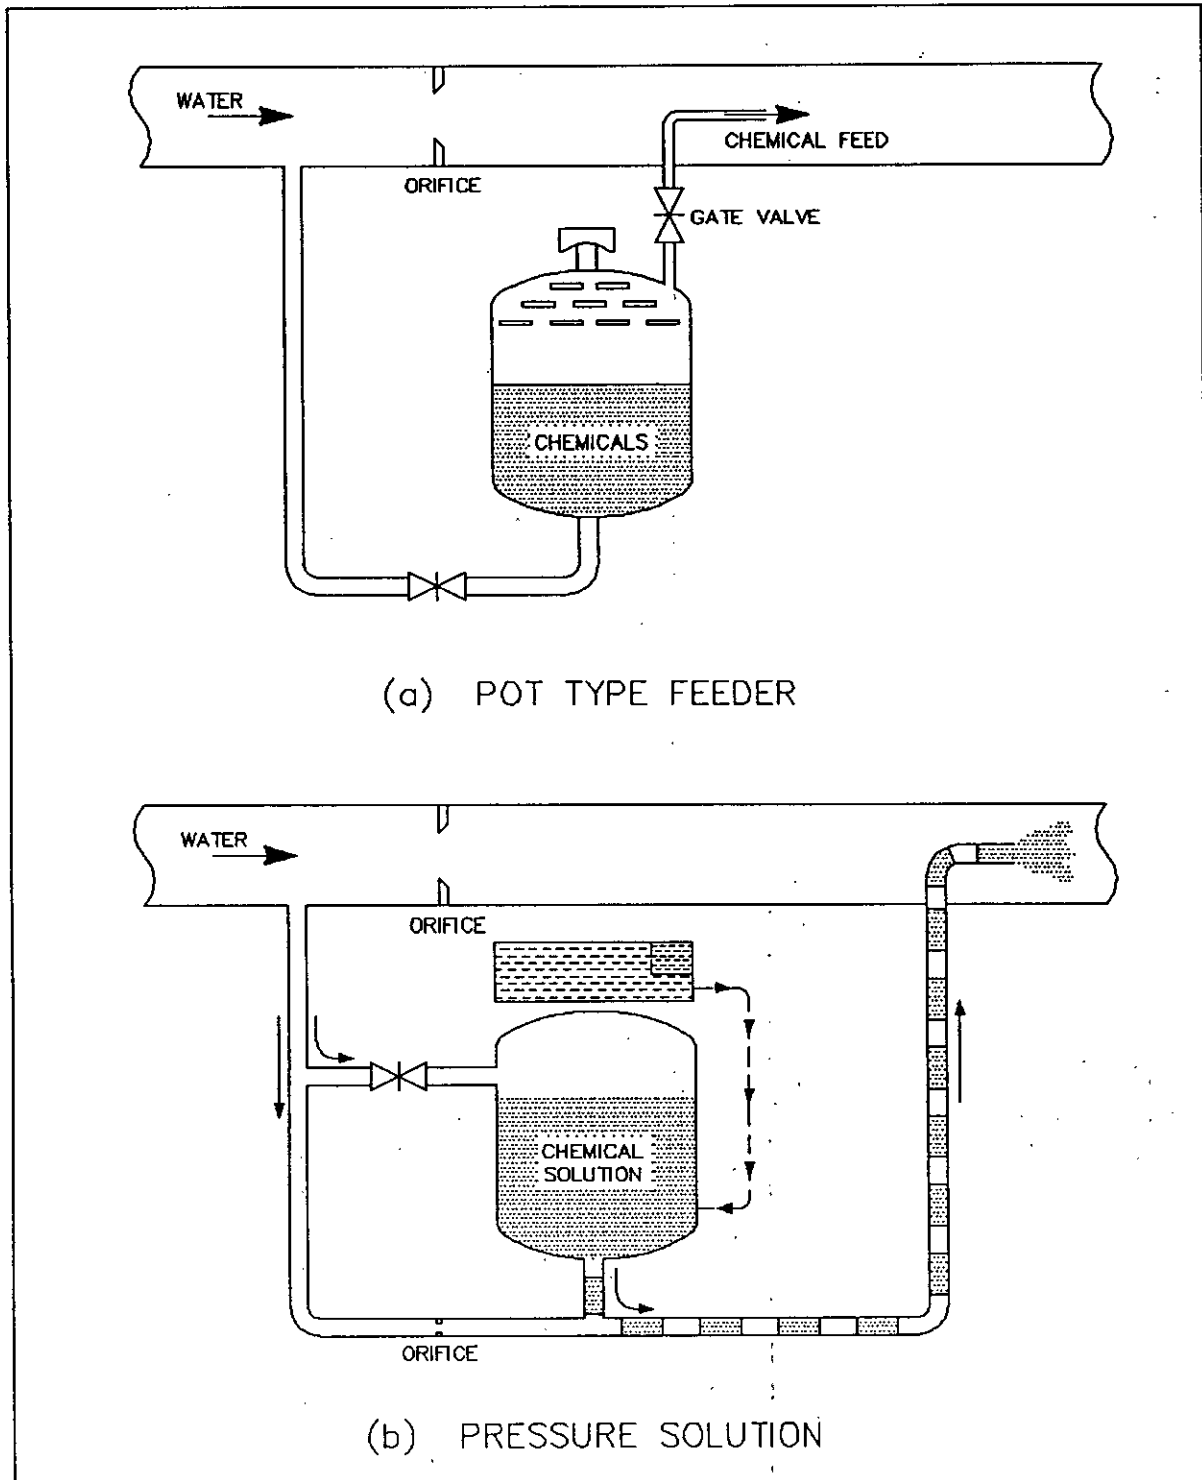 WATER
CHEMICAL FEED
ORIFICE
GATE VALVE
CHEMICALS
(a) POT TYPE FEEDER
WATER
ORIFICE
CHEMICAL
SOLUTION
ORIFICE
(b) PRESSURE SOLUTION